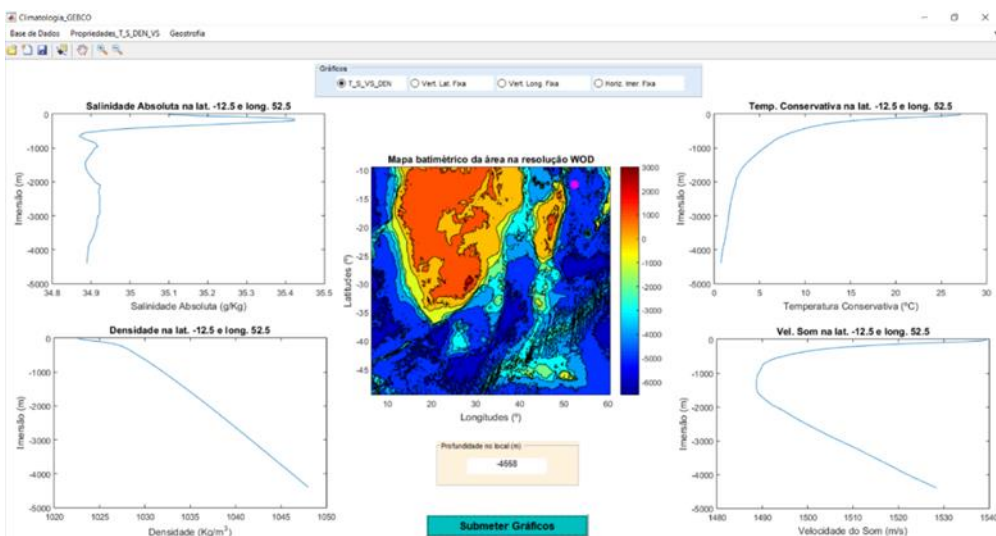 Climatologia_GEBCO
Base de Dados Propriedades_T_S_DEN_VS Geostrofia
Gráficos
T_S_VS_DEN Vert. Lat. Fixa Vert. Long. Fixa Horiz. Imer. Fixa
Salinidade Absoluta na lat. -12.5 e long. 52.5
0
-1000
-2000
-3000
-4000
-5000
Imersão (m)
34.8 34.9 35 35.1 35.2 35.3 35.4 35.5
Salinidade Absoluta (g/Kg)
Temp. Conservativa na lat. -12.5 e long. 52.5
0
-1000
-2000
-3000
-4000
-5000
Imersão (m)
0 5 10 15 20 25 30
Temperatura Conservativa (ºC)
Mapa batimètrico da área na resolução WOD
-10
-15
-20
-25
-30
-35
-40
-45
Latitudes (º)
10 20 30 40 50 60
Longitudes (º)
3000
2000
1000
0
-1000
-2000
-3000
-4000
-5000
-6000
Densidade na lat. -12.5 e long. 52.5
0
-1000
-2000
-3000
-4000
-5000
Imersão (m)
1020 1025 1030 1035 1040 1045 1050
Densidade (Kg/m³)
Vel. Som na lat. -12.5 e long. 52.5
0
-1000
-2000
-3000
-4000
-5000
Imersão (m)
1480 1490 1500 1510 1520 1530 1540
Velocidade do Som (m/s)
Profundidade no local (m)
-4668
Submeter Gráficos